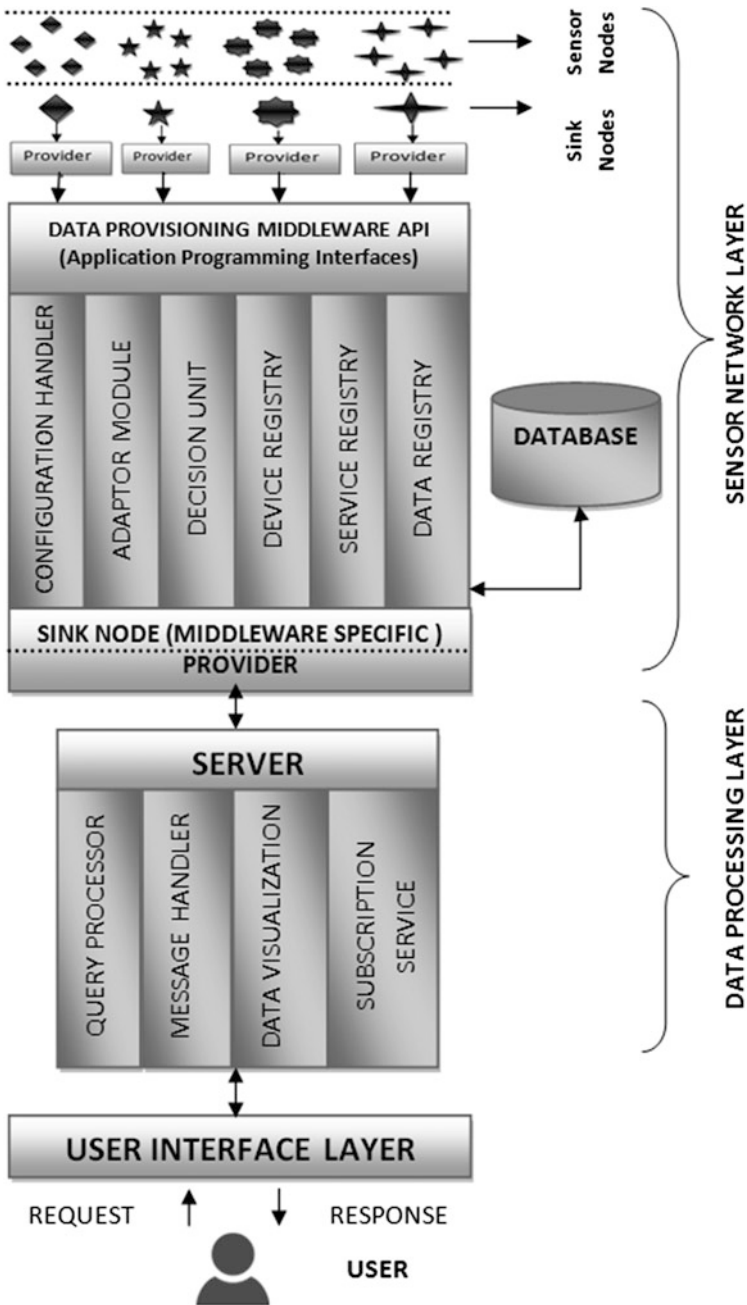 Sensor
Nodes
Sink
Nodes
Provider
Provider
Provider
Provider
DATA PROVISIONING MIDDLEWARE API
(Application Programming Interfaces)
CONFIGURATION HANDLER
ADAPTOR MODULE
DECISION UNIT
DEVICE REGISTRY
SERVICE REGISTRY
DATA REGISTRY
DATABASE
SENSOR NETWORK LAYER
SINK NODE (MIDDLEWARE SPECIFIC )
PROVIDER
SERVER
QUERY PROCESSOR
MESSAGE HANDLER
DATA VISUALIZATION
SUBSCRIPTION
SERVICE
DATA PROCESSING LAYER
USER INTERFACE LAYER
REQUEST
RESPONSE
USER